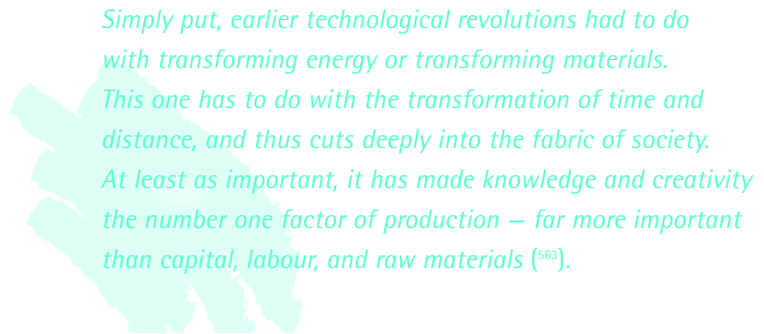 Simply put, earlier technological revolutions had to do
with transforming energy or transforming materials.
This one has to do with the transformation of time and
distance, and thus cuts deeply into the fabric of society.
At least as important, it has made knowledge and creativity
the number one factor of production — far more important
than capital, labour, and raw materials (563).